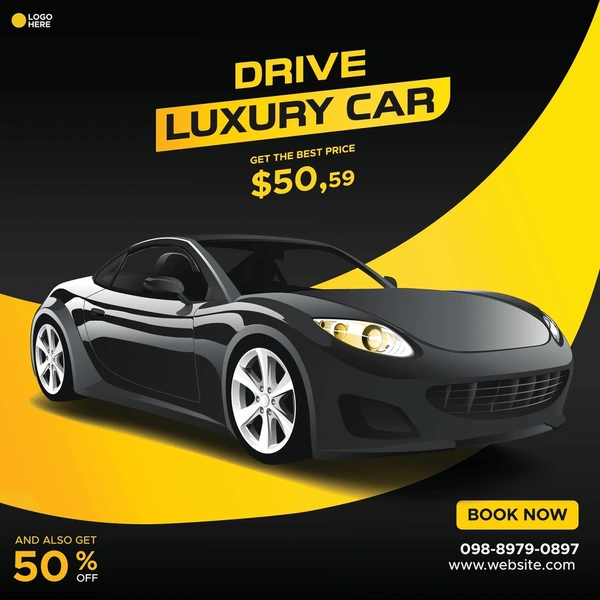 LOGO
HERE
DRIVE
LUXURY CAR
GET THE BEST PRICE
$50,59
AND ALSO GET
50 %
OFF
BOOK NOW
098-8979-0897
www.website.com